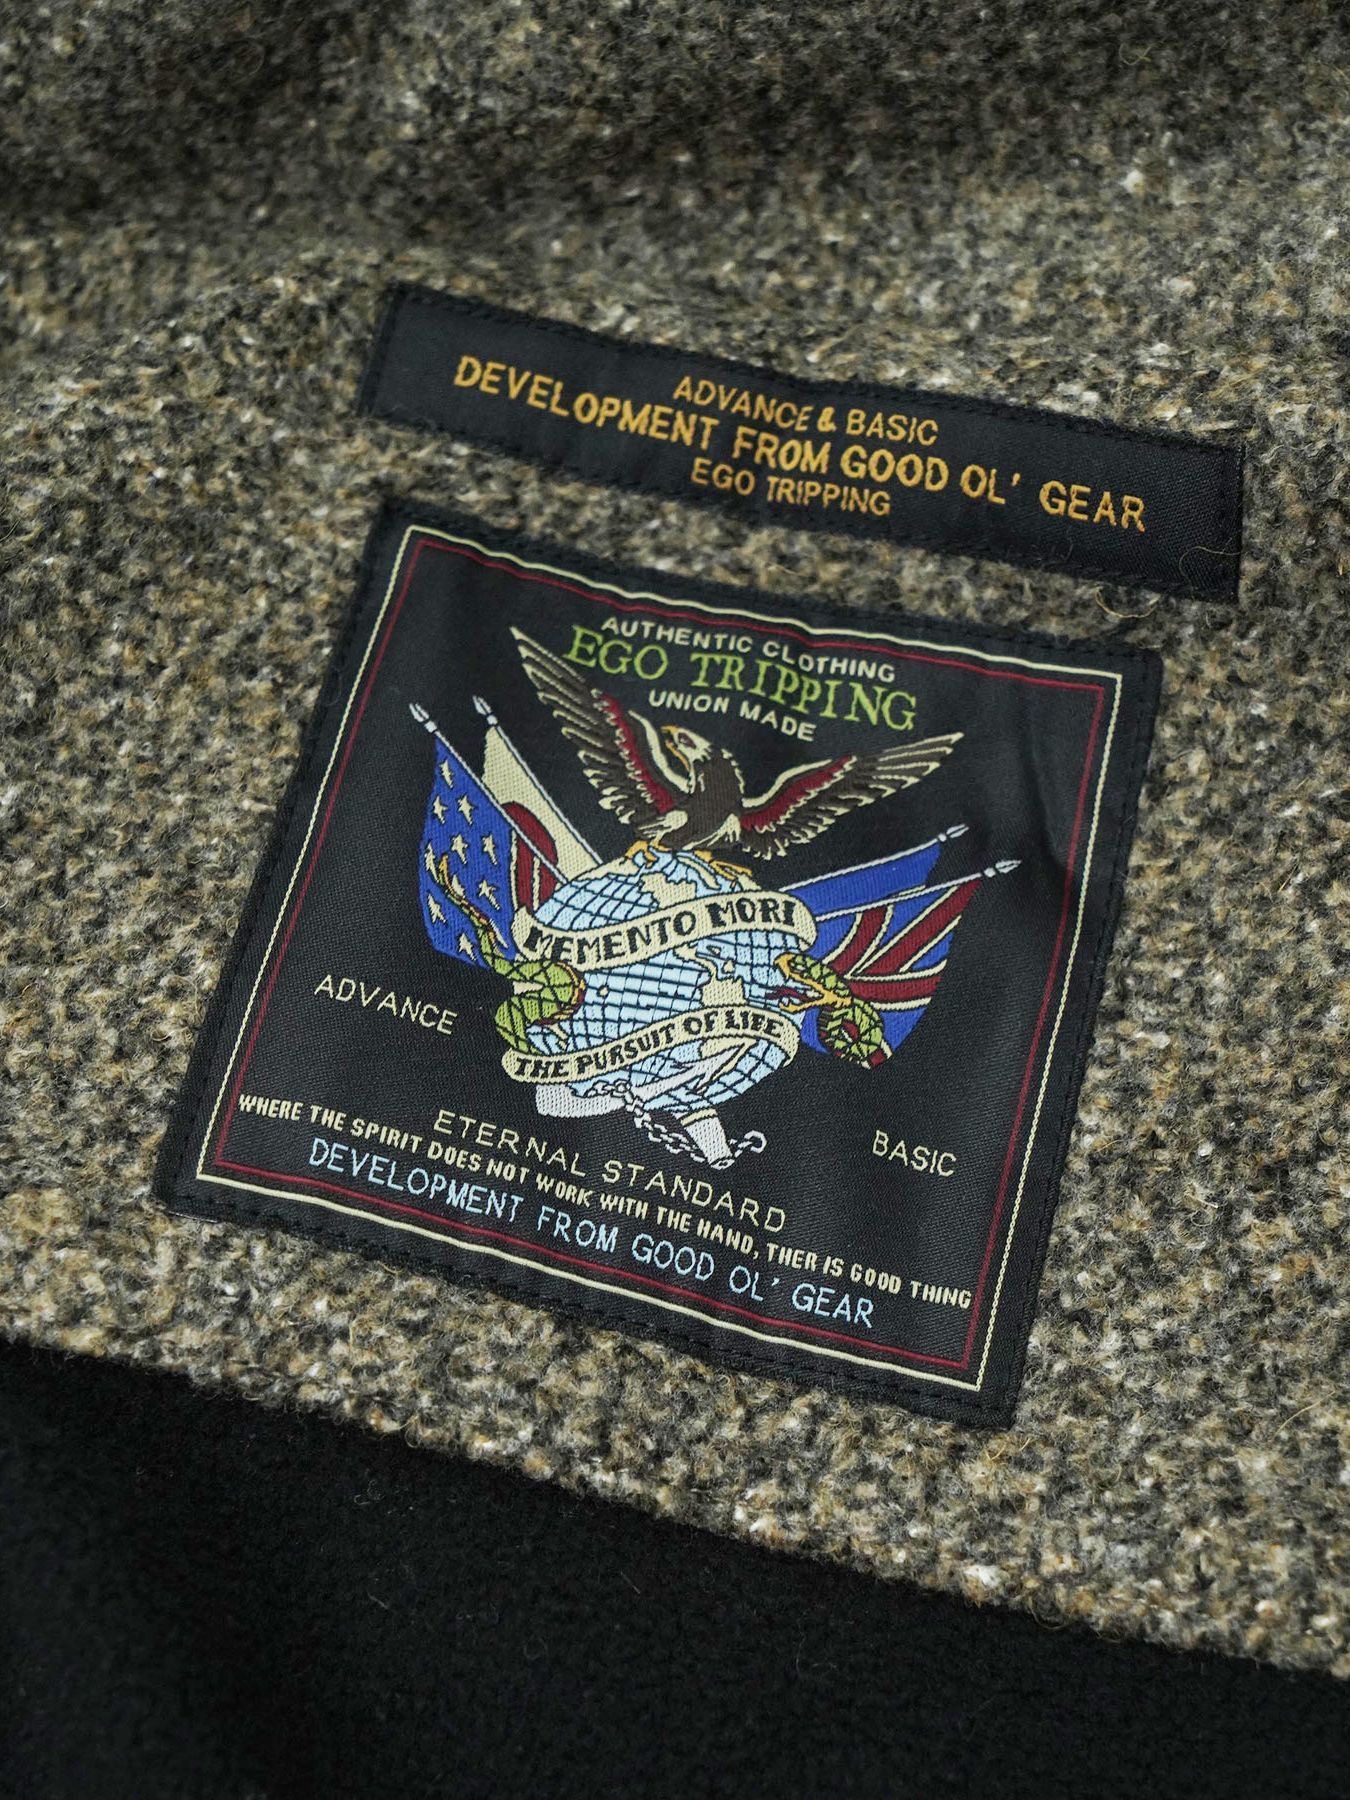 ADVANCE & BASIC
DEVELOPMENT FROM GOOD OL' GEAR
EGO TRIPPING
AUTHENTIC CLOTHING
EGO TRIPPING
UNION MADE
MEMENTO MORI
THE PURSUIT OF LIFE
ADVANCE
BASIC
ETERNAL STANDARD
WHERE THE SPIRIT DOES NOT WORK WITH THE HAND, THER IS GOOD THING
DEVELOPMENT FROM GOOD OL' GEAR